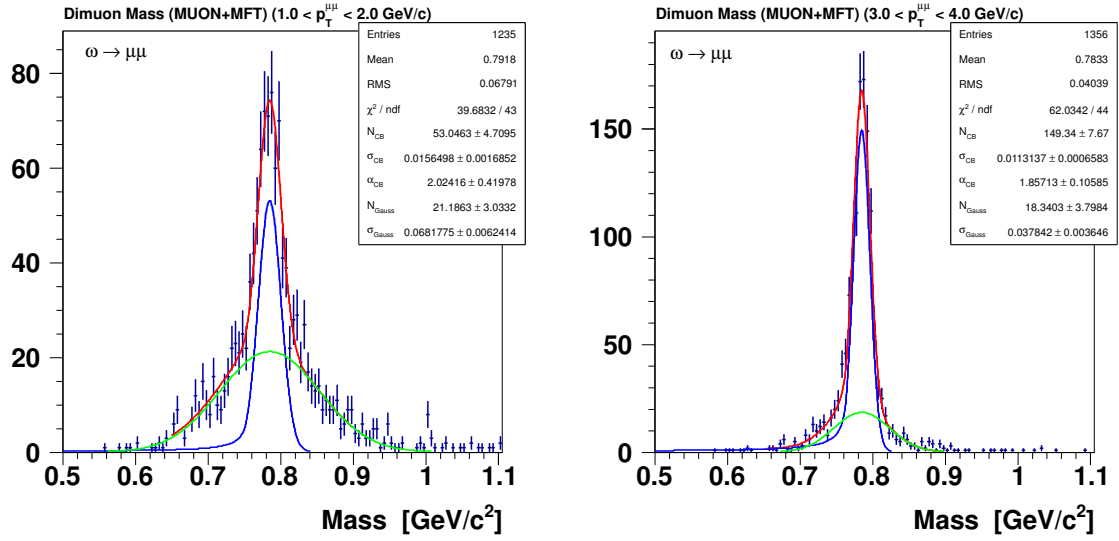 Dimuon Mass (MUON+MFT) (1.0 < p_T^μμ < 2.0 GeV/c)
ω → μμ
Entries 1235
Mean 0.7918
RMS 0.06791
χ² / ndf 39.6832 / 43
N_CB 53.0463 ± 4.7095
σ_CB 0.0156498 ± 0.0016852
α_CB 2.02416 ± 0.41978
N_Gauss 21.1863 ± 3.0332
σ_Gauss 0.0681775 ± 0.0062414
80
60
40
20
0
0.5 0.6 0.7 0.8 0.9 1 1.1
Mass [GeV/c²]
Dimuon Mass (MUON+MFT) (3.0 < p_T^μμ < 4.0 GeV/c)
ω → μμ
Entries 1356
Mean 0.7833
RMS 0.04039
χ² / ndf 62.0342 / 44
N_CB 149.34 ± 7.67
σ_CB 0.0113137 ± 0.0006583
α_CB 1.85713 ± 0.10585
N_Gauss 18.3403 ± 3.7984
σ_Gauss 0.037842 ± 0.003646
150
100
50
0
0.5 0.6 0.7 0.8 0.9 1 1.1
Mass [GeV/c²]